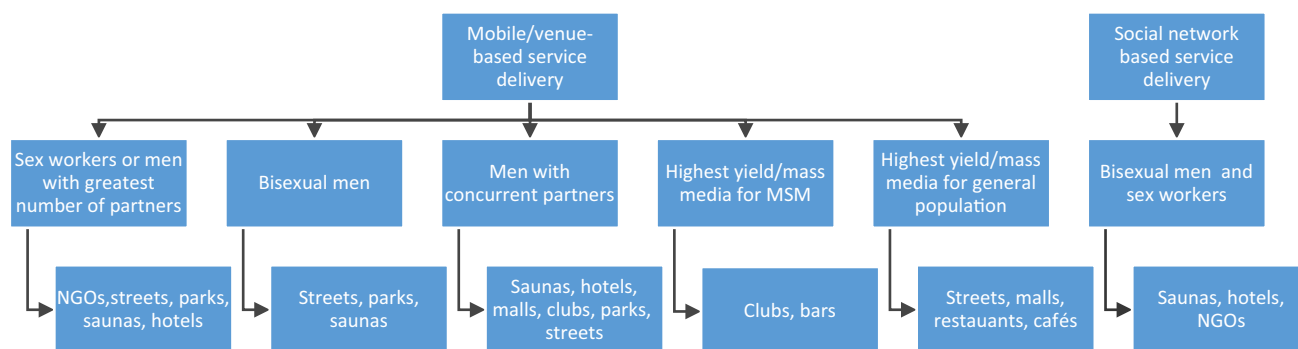 Mobile/venue-
based service
delivery
Social network
based service
delivery
Sex workers or men
with greatest
number of partners
Bisexual men
Men with
concurrent partners
Highest yield/mass
media for MSM
Highest yield/mass
media for general
population
Bisexual men and
sex workers
NGOs,streets, parks,
saunas, hotels
Streets, parks,
saunas
Saunas, hotels,
malls, clubs, parks,
streets
Clubs, bars
Streets, malls,
restauants, cafés
Saunas, hotels,
NGOs